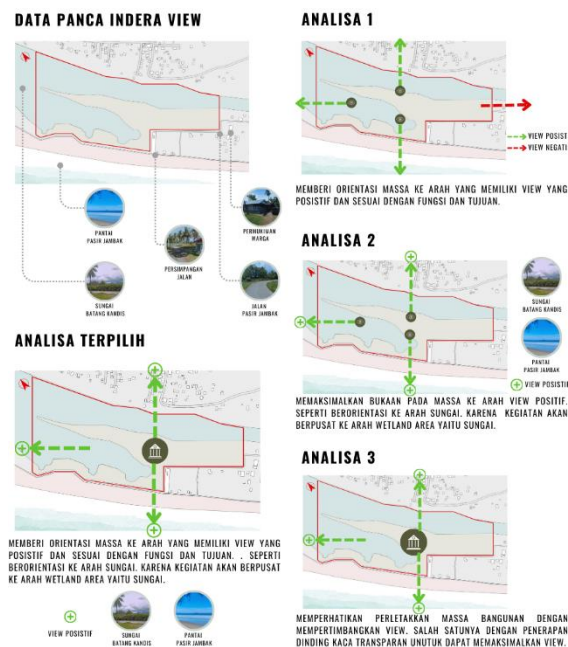 DATA PANCA INDERA VIEW
PANTAI
PASIR JAMBAK
SUNGAI
BATANG KANDIS
PERSIMPANGAN
JALAN
PERMUKIMAN
WARGA
JALAN
PASIR JAMBAK
ANALISA TERPILIH
MEMBERI ORIENTASI MASSA KE ARAH YANG MEMILIKI VIEW YANG
POSISTIF DAN SESUAI DENGAN FUNGSI DAN TUJUAN. . SEPERTI
BERORIENTASI KE ARAH SUNGAI. KARENA KEGIATAN AKAN BERPUSAT
KE ARAH WETLAND AREA YAITU SUNGAI.
VIEW POSISTIF
SUNGAI
BATANG KANDIS
PANTAI
PASIR JAMBAK
ANALISA 1
VIEW POSIST
VIEW NEGATI
MEMBERI ORIENTASI MASSA KE ARAH YANG MEMILIKI VIEW YANG
POSISTIF DAN SESUAI DENGAN FUNGSI DAN TUJUAN.
ANALISA 2
SUNGAI
BATANG KANDIS
PANTAI
PASIR JAMBAK
VIEW POSISTIF
MEMAKSIMALKAN BUKAAN PADA MASSA KE ARAH VIEW POSITIF.
SEPERTI BERORIENTASI KE ARAH SUNGAI. KARENA KEGIATAN AKAN
BERPUSAT KE ARAH WETLAND AREA YAITU SUNGAI.
ANALISA 3
MEMPERHATIKAN PERLETAKKAN MASSA BANGUNAN DENGAN
MEMPERTIMBANGKAN VIEW. SALAH SATUNYA DENGAN PENERAPAN
DINDING KACA TRANSPARAN UNUTUK DAPAT MEMAKSIMALKAN VIEW.